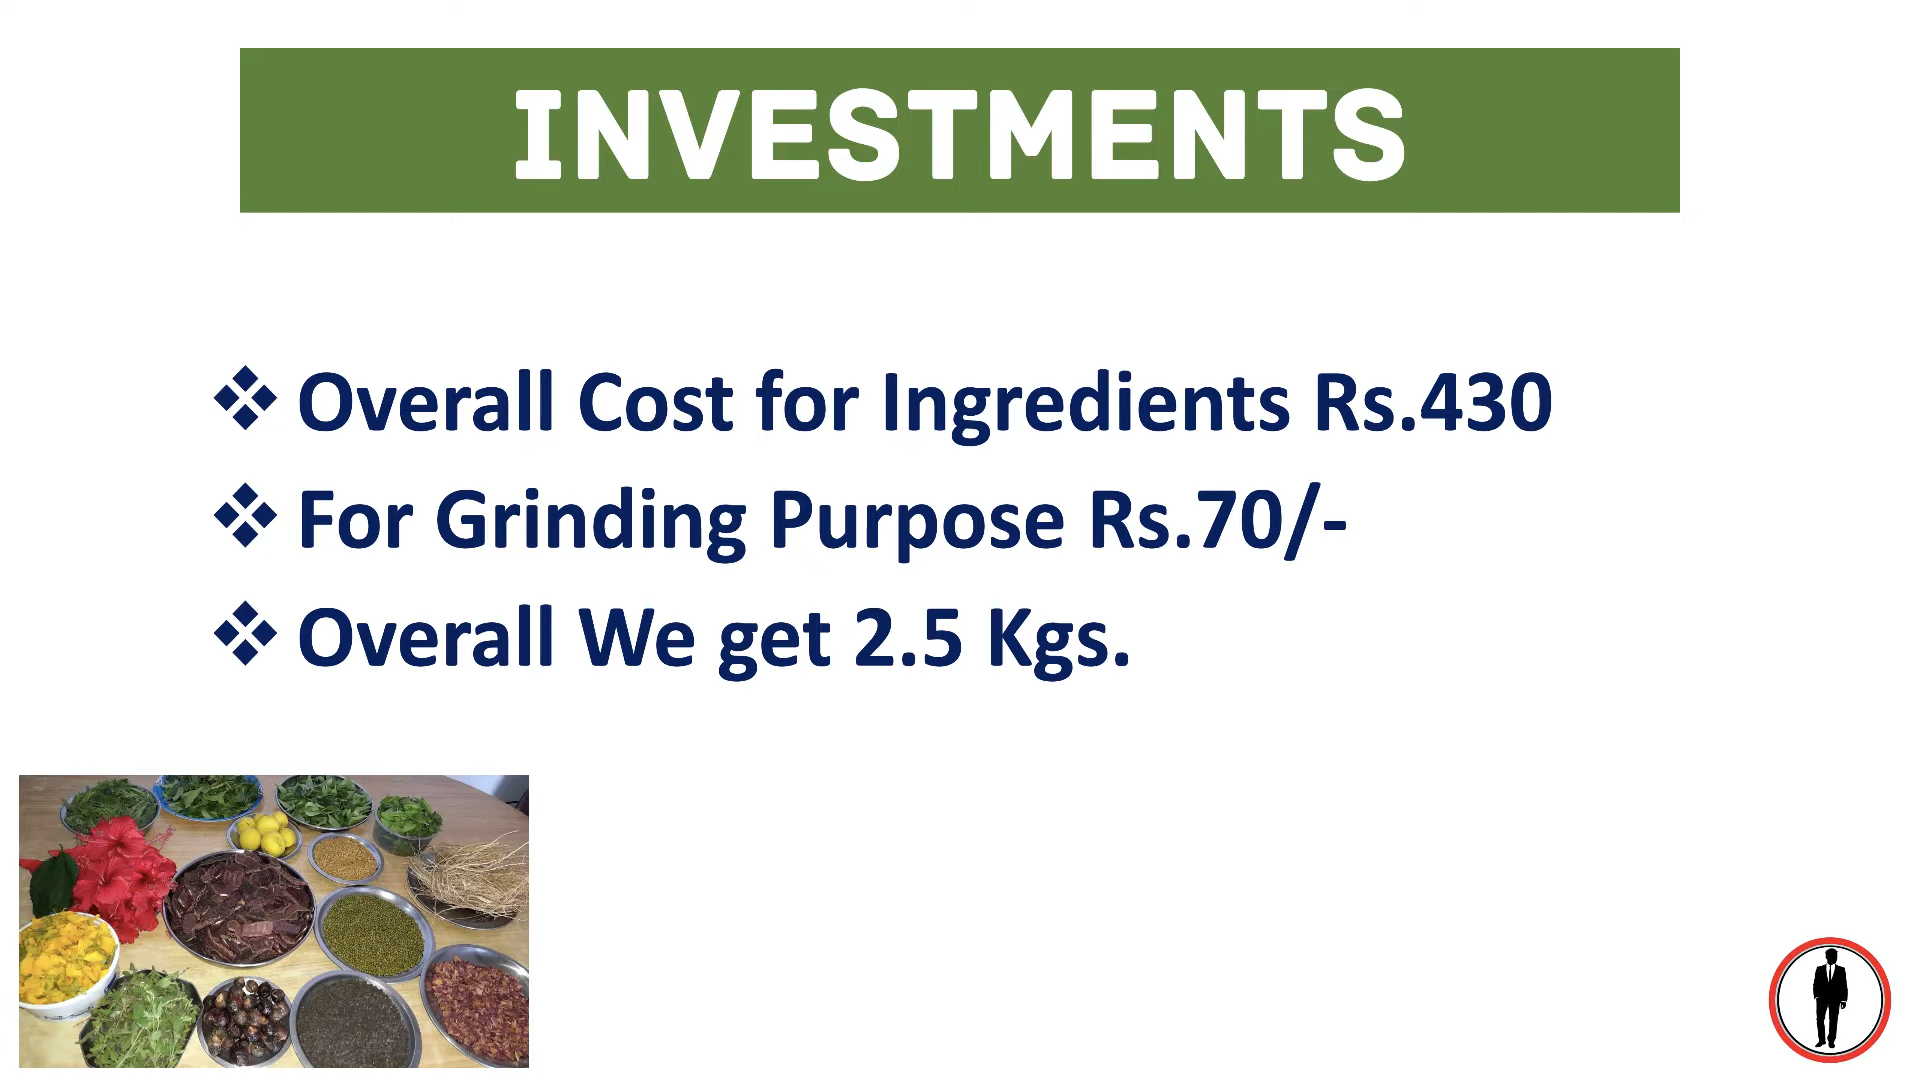 INVESTMENTS
Overall Cost for Ingredients Rs.430
For Grinding Purpose Rs.70/-
Overall We get 2.5 Kgs.